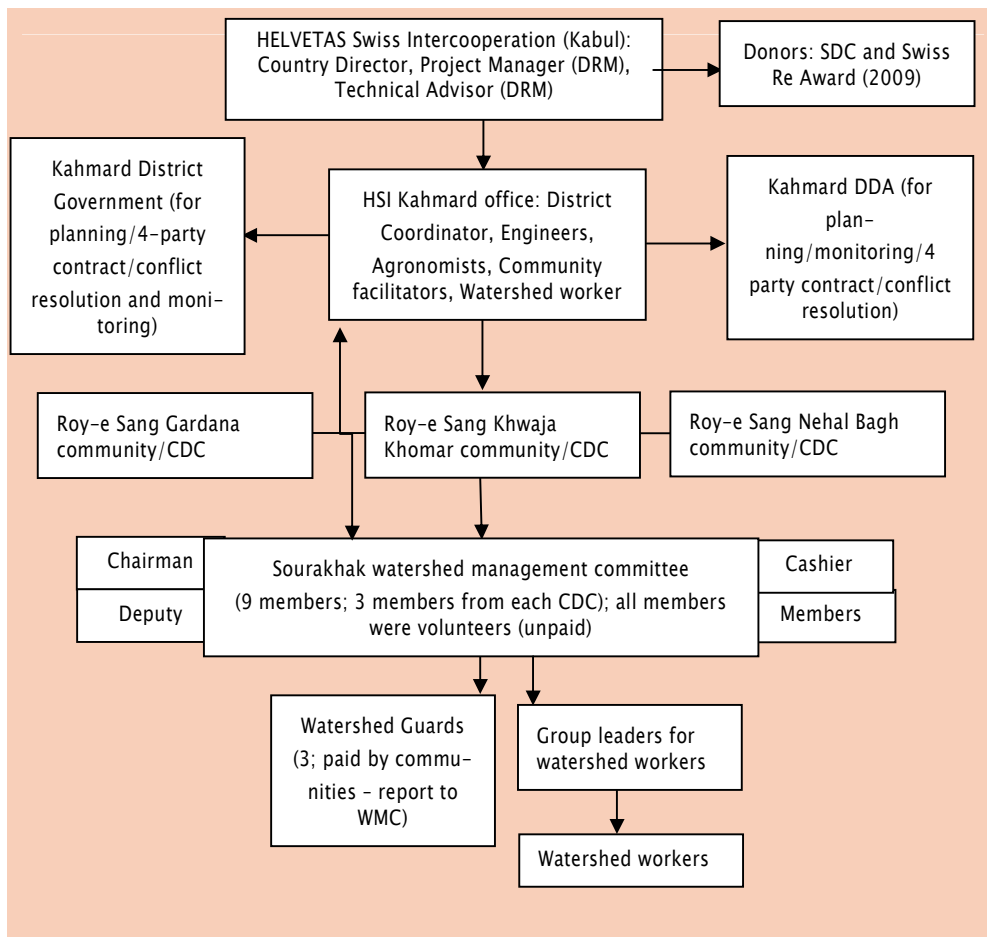 HELVETAS Swiss Intercooperation (Kabul):
Country Director, Project Manager (DRM),
Technical Advisor (DRM)
Donors: SDC and Swiss
Re Award (2009)
Kahmard District
Government (for
planning/4-party
contract/conflict
resolution and moni-
toring)
HSI Kahmard office: District
Coordinator, Engineers,
Agronomists, Community
facilitators, Watershed worker
Kahmard DDA (for
plan-
ning/monitoring/4
party contract/conflict
resolution)
Roy-e Sang Gardana
community/CDC
Roy-e Sang Khwaja
Khomar community/CDC
Roy-e Sang Nehal Bagh
community/CDC
Chairman
Deputy
Sourakhak watershed management committee
(9 members; 3 members from each CDC); all members
were volunteers (unpaid)
Cashier
Members
Watershed Guards
(3; paid by commu-
nities - report to
WMC)
Group leaders for
watershed workers
Watershed workers